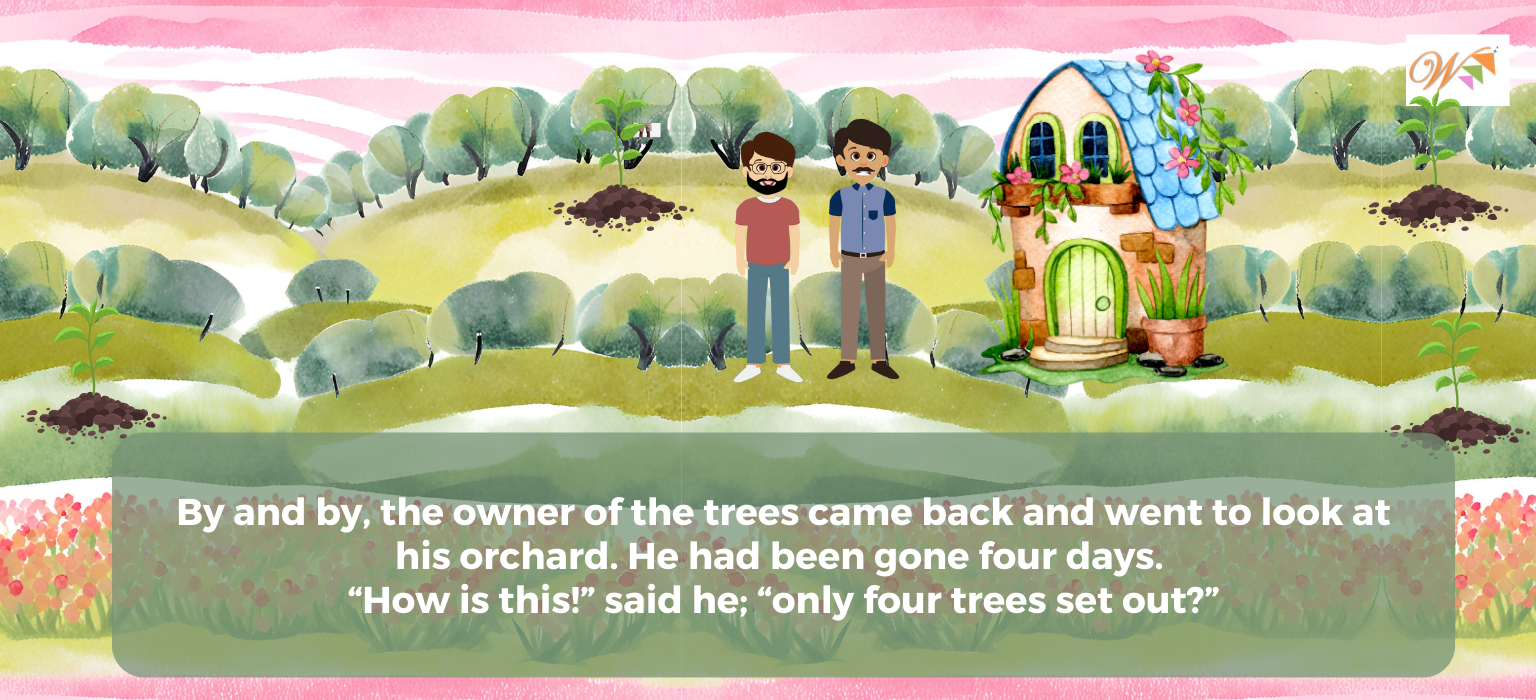 W
By and by, the owner of the trees came back and went to look at
his orchard. He had been gone four days.
“How is this!” said he; “only four trees set out?”